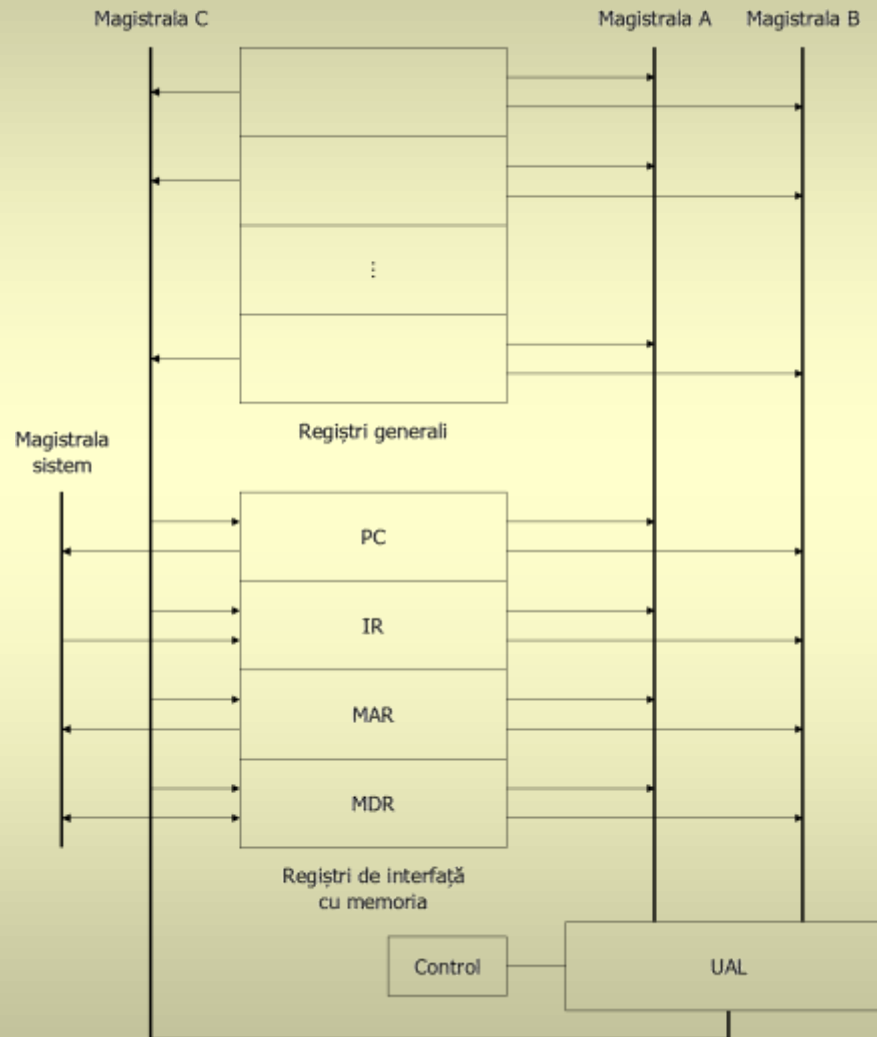 Magistrala C
Magistrala A
Magistrala B
⋮
Regiștri generali
Magistrala
sistem
PC
IR
MAR
MDR
Regiștri de interfață
cu memoria
Control
UAL